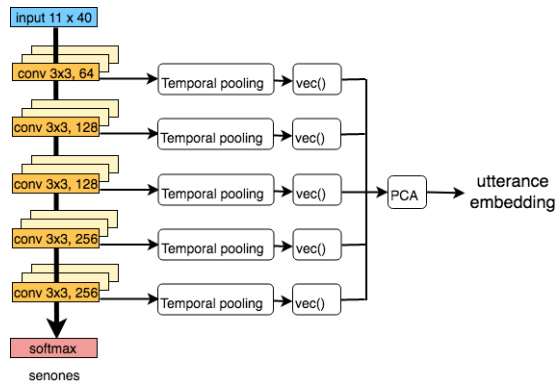 input 11 x 40
conv 3x3, 64
Temporal pooling
vec()
conv 3x3, 128
Temporal pooling
vec()
conv 3x3, 128
Temporal pooling
vec()
PCA
utterance
embedding
conv 3x3, 256
Temporal pooling
vec()
conv 3x3, 256
Temporal pooling
vec()
softmax
senones